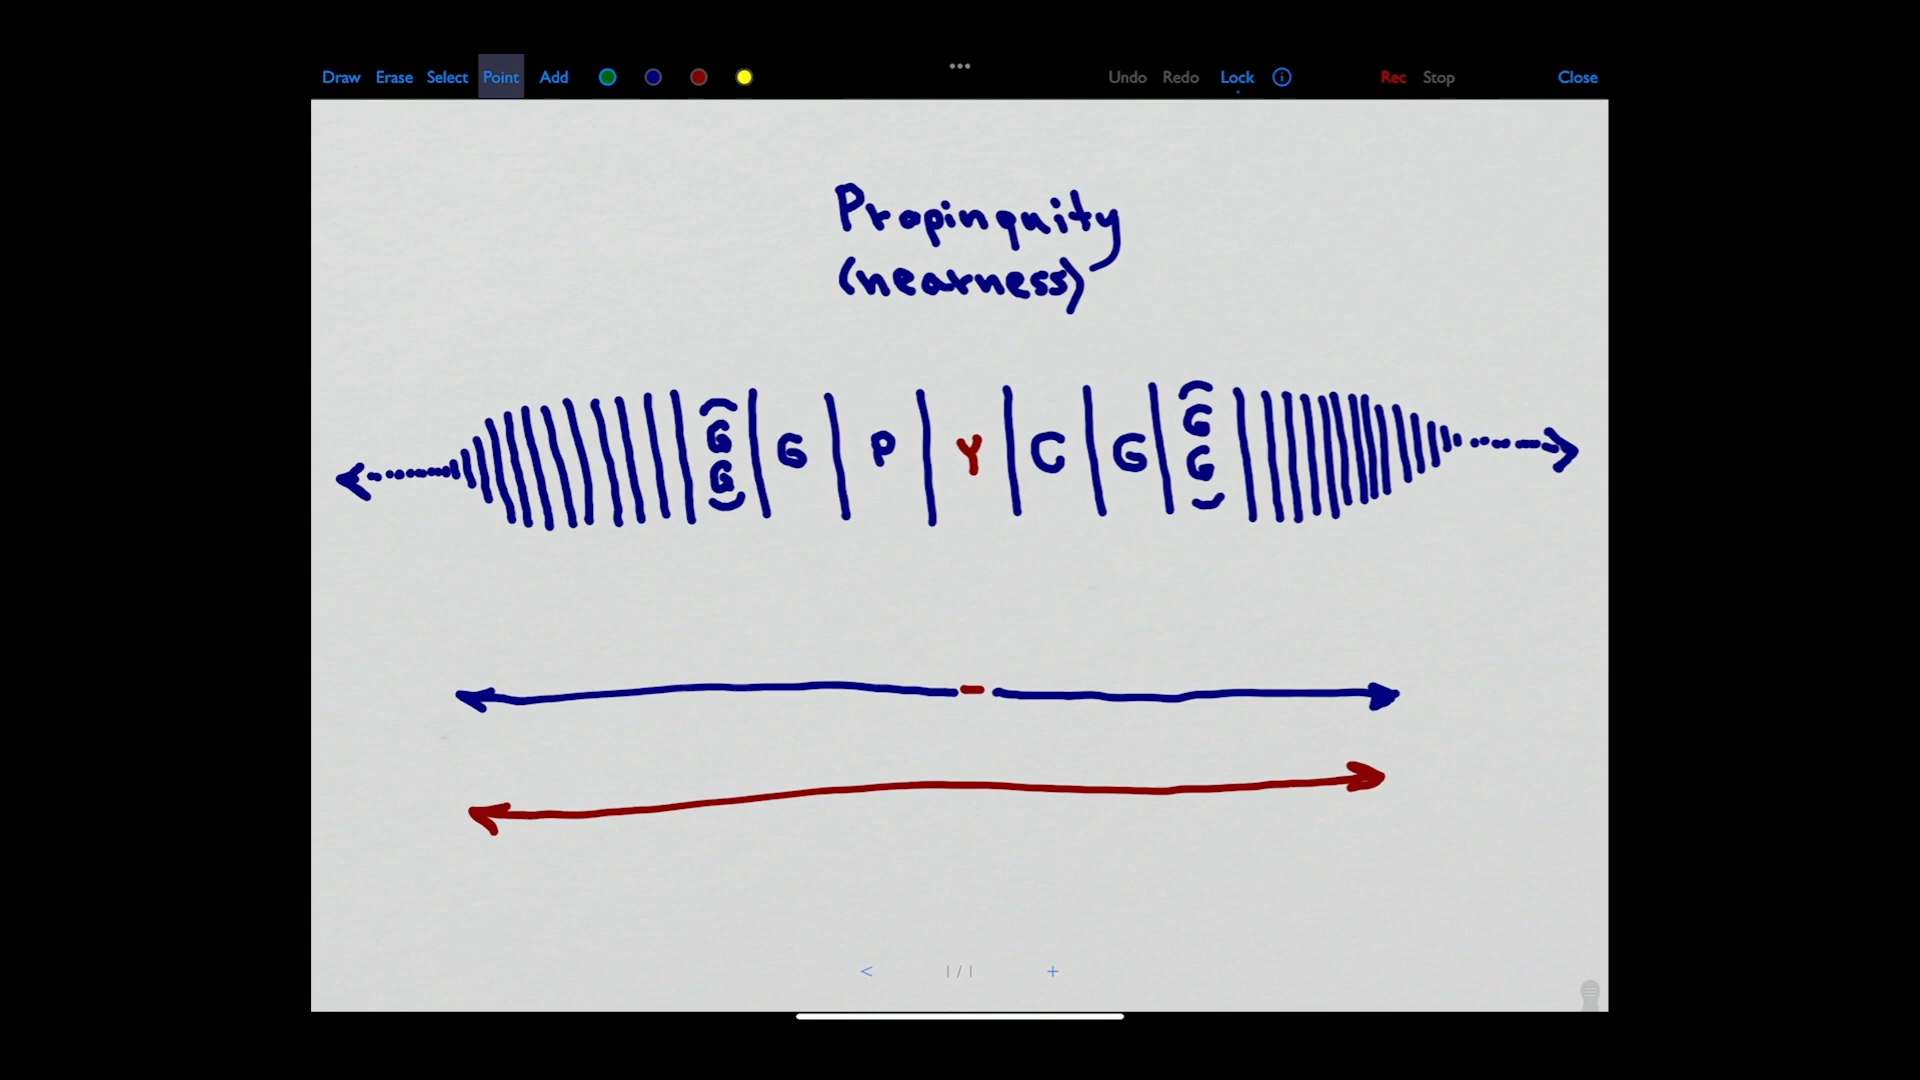 Draw Erase Select Point Add ••• Undo Redo Lock Rec Stop Close
Propinquity
(nearness)
G G G P Y C G G G
< 1 / 1 +